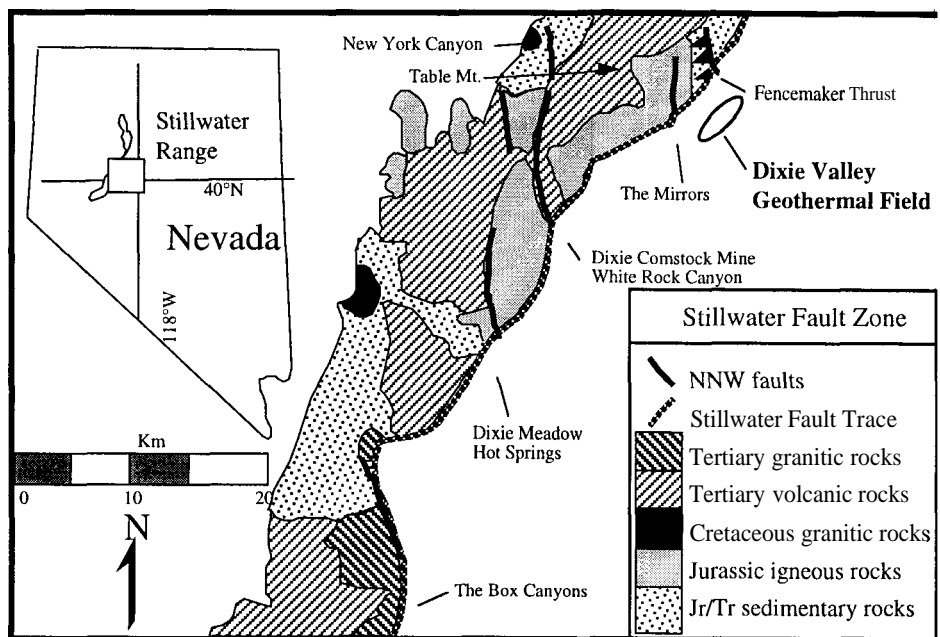 New York Canyon
Table Mt.
Fencemaker Thrust
Stillwater
Range
40°N
Nevada
118°W
The Mirrors
Dixie Valley
Geothermal Field
Dixie Comstock Mine
White Rock Canyon
Stillwater Fault Zone
NNW faults
Stillwater Fault Trace
Tertiary granitic rocks
Tertiary volcanic rocks
Cretaceous granitic rocks
Jurassic igneous rocks
Jr/Tr sedimentary rocks
Dixie Meadow
Hot Springs
Km
0 10 20
N
The Box Canyons